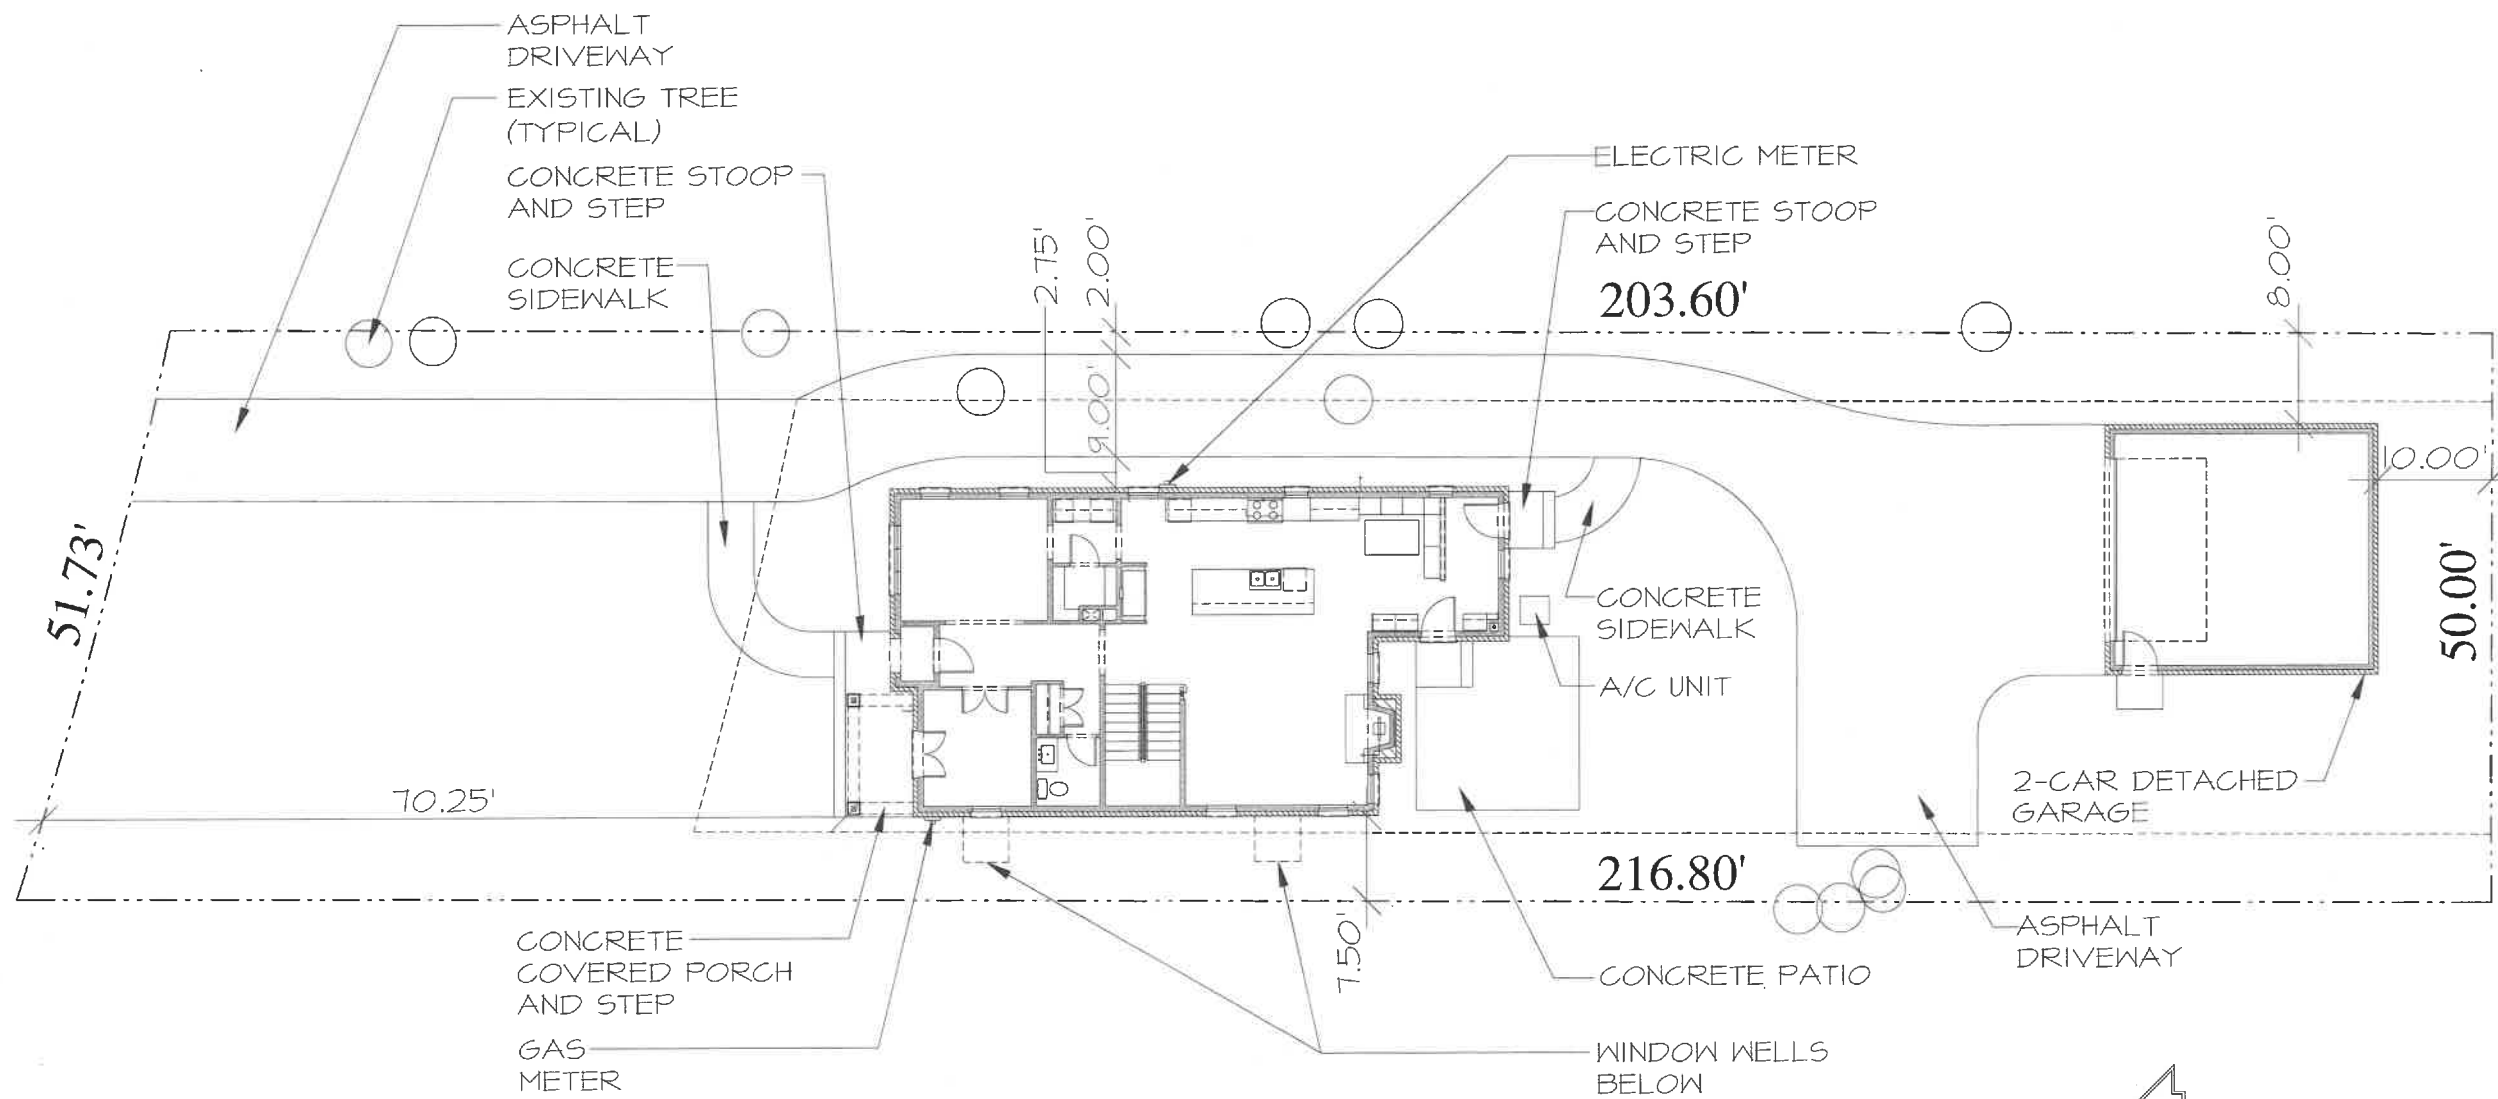 ASPHALT
DRIVEWAY
EXISTING TREE
(TYPICAL)
CONCRETE STOOP
AND STEP
CONCRETE
SIDEWALK
ELECTRIC METER
CONCRETE STOOP
AND STEP
203.60'
2.75'
2.00'
9.00'
8.00'
10.00'
51.73'
50.00'
CONCRETE
SIDEWALK
A/C UNIT
2-CAR DETACHED
GARAGE
70.25'
216.80'
7.50'
CONCRETE
COVERED PORCH
AND STEP
GAS
METER
ASPHALT
DRIVEWAY
CONCRETE PATIO
WINDOW WELLS
BELOW